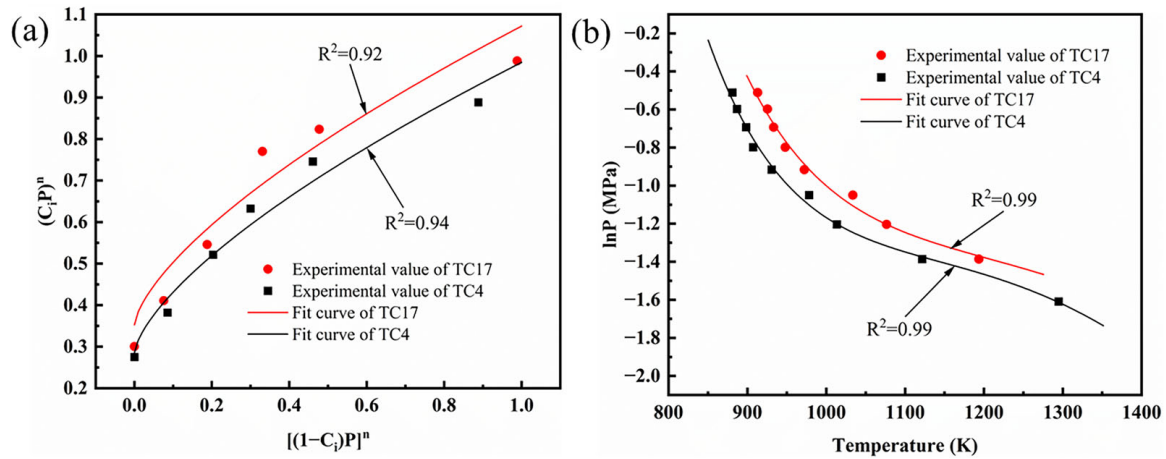 (a)
1.1
1.0
0.9
0.8
0.7
0.6
0.5
0.4
0.3
0.2
(CiP)ⁿ
R²=0.92
R²=0.94
Experimental value of TC17
Experimental value of TC4
Fit curve of TC17
Fit curve of TC4
0.0 0.2 0.4 0.6 0.8 1.0
[(1−Ci)P]ⁿ
(b)
−0.2
−0.4
−0.6
−0.8
−1.0
−1.2
−1.4
−1.6
−1.8
−2.0
lnP (MPa)
Experimental value of TC17
Experimental value of TC4
Fit curve of TC17
Fit curve of TC4
R²=0.99
R²=0.99
800 900 1000 1100 1200 1300 1400
Temperature (K)